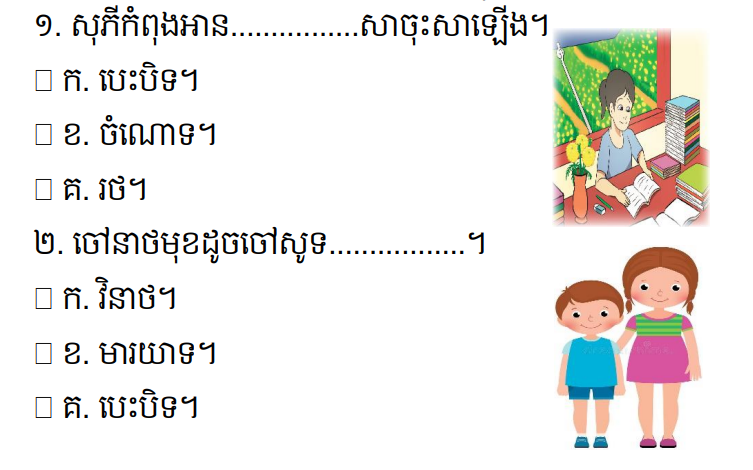 ១. សុភីកំពុងអាន................សាចុះសាឡើង។
□ ក. បេះបិទ។
□ ខ. ចំណោទ។
□ គ. រថ។
២. ចៅនាថមុខដូចចៅសូទ.................។
□ ក. វិនាថ។
□ ខ. មារយាទ។
□ គ. បេះបិទ។